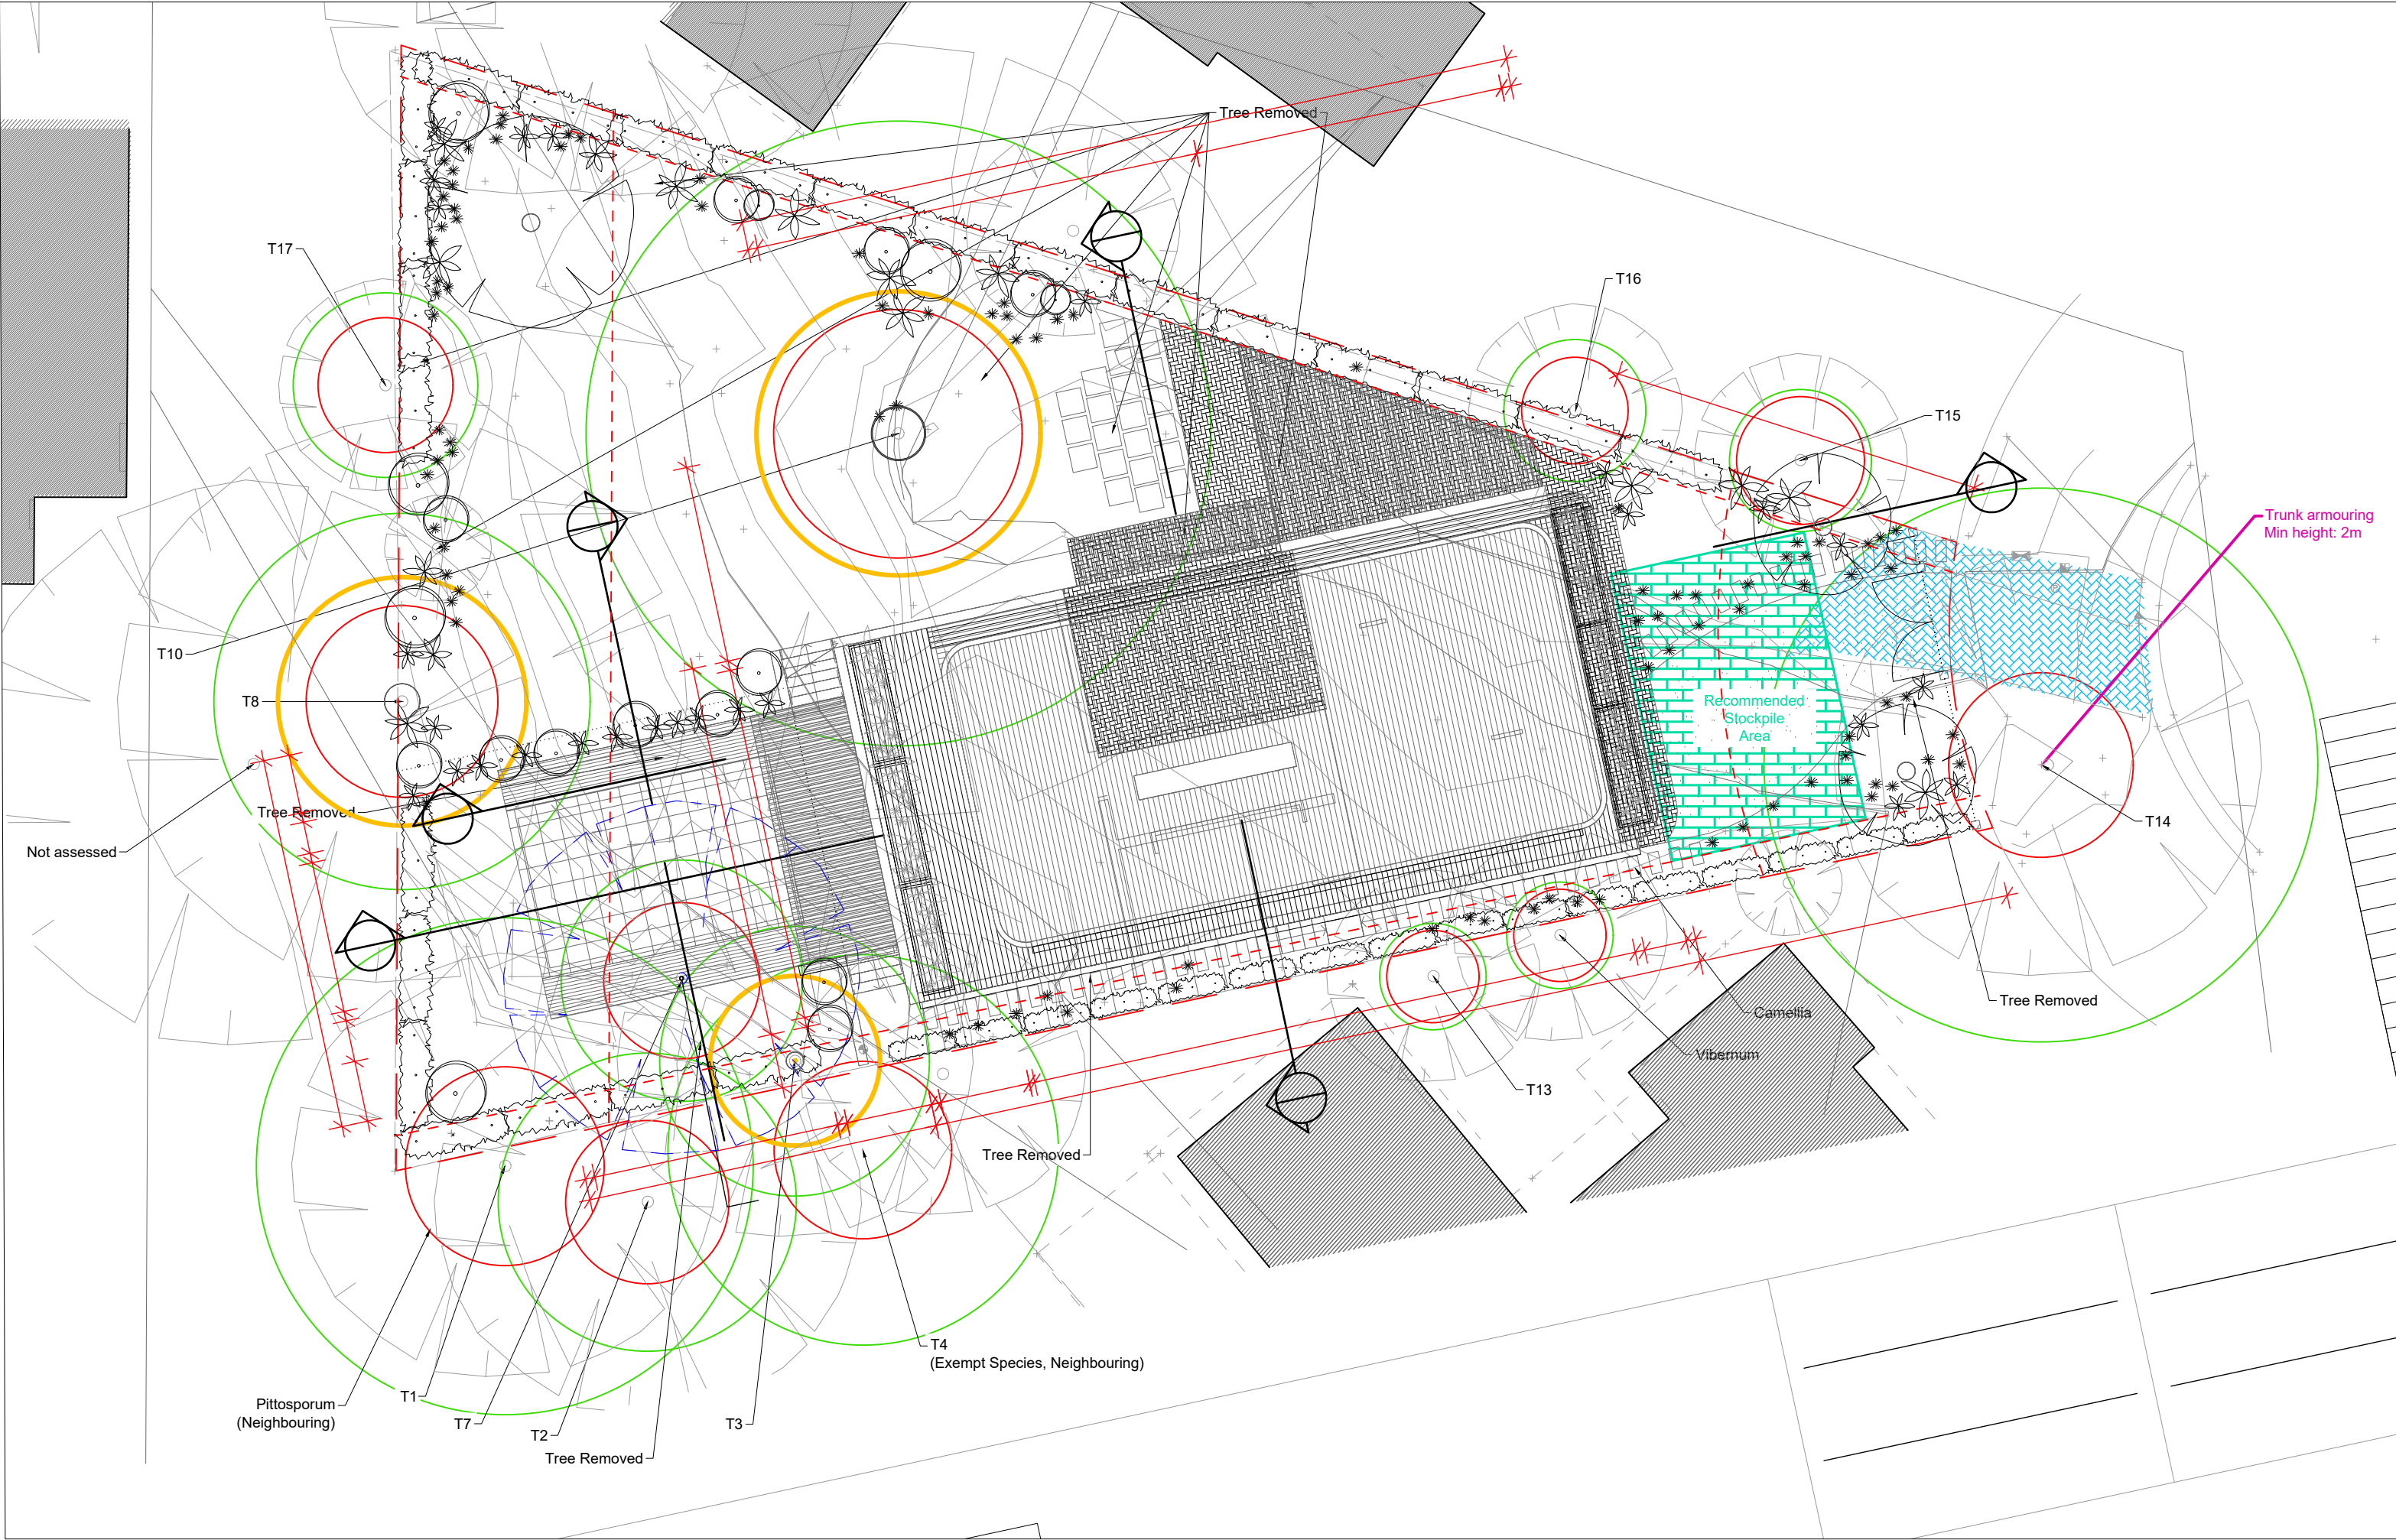 Tree Removed
T17
T16
T15
Trunk armouring
Min height: 2m
T10
T8
Recommended
Stockpile
Area
Tree Removed
T14
Not assessed
Tree Removed
Camellia
Vibernum
T13
Tree Removed
T4
(Exempt Species, Neighbouring)
Pittosporum
(Neighbouring)
T1
T7
T2
T3
Tree Removed